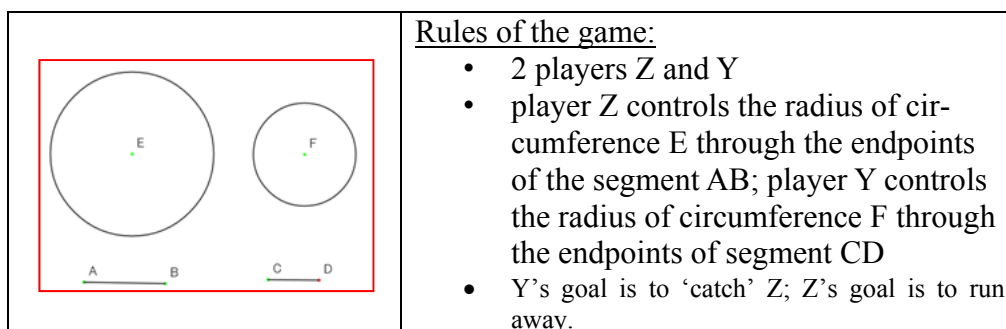 E
F
A
B
C
D
Rules of the game:
• 2 players Z and Y
• player Z controls the radius of cir-
cumference E through the endpoints
of the segment AB; player Y controls
the radius of circumference F through
the endpoints of segment CD
• Y's goal is to 'catch' Z; Z's goal is to run
away.